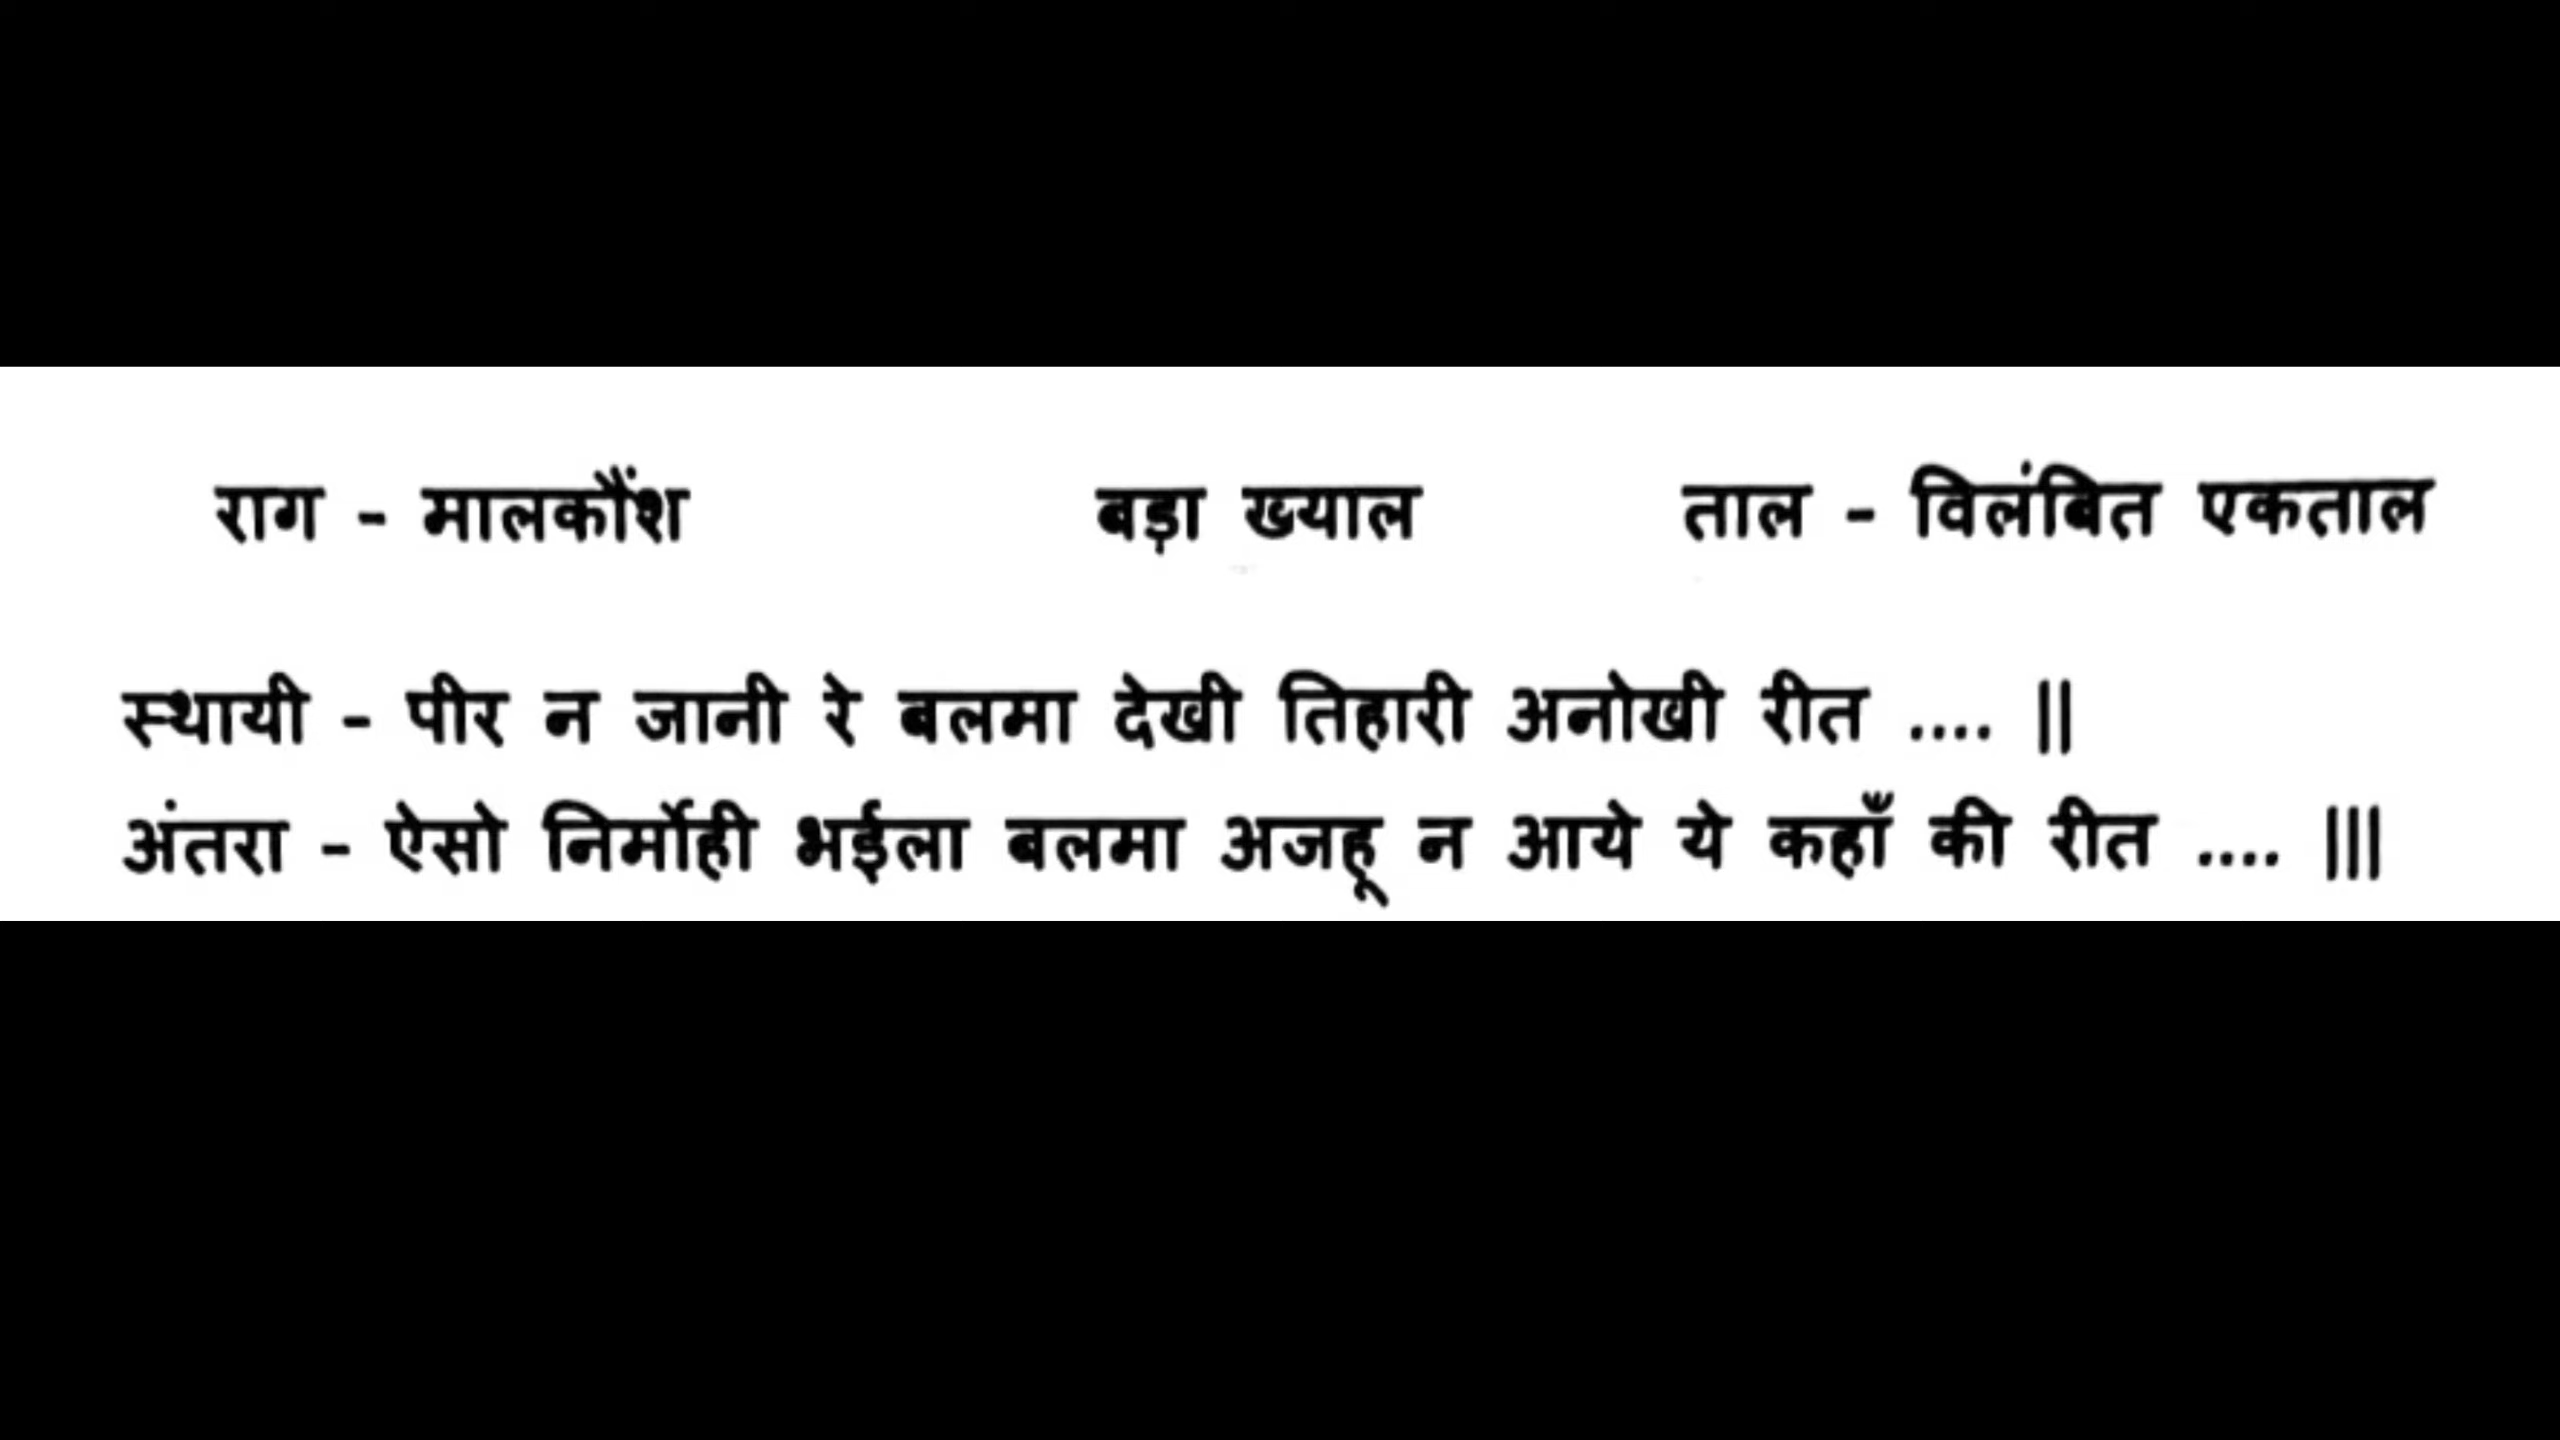 राग - मालकौंश बड़ा ख्याल ताल - विलंबित एकताल
स्थायी - पीर न जानी रे बलमा देखी तिहारी अनोखी रीत .... ||
अंतरा - ऐसो निर्मोही भईला बलमा अजहू न आये ये कहाँ की रीत .... |||